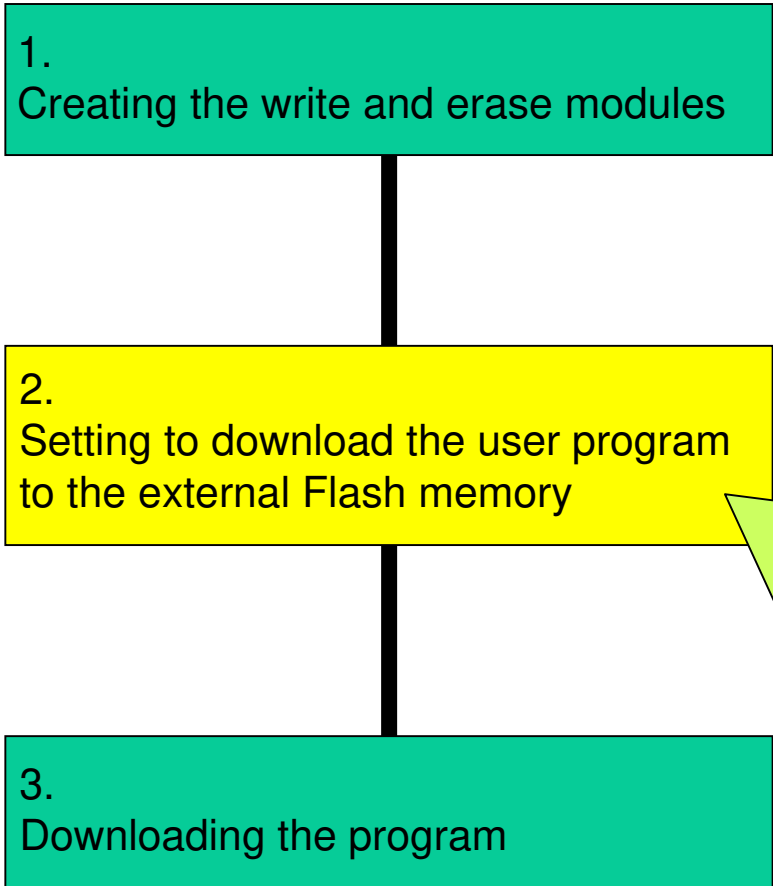 1.
Creating the write and erase modules
2.
Setting to download the user program
to the external Flash memory
3.
Downloading the program